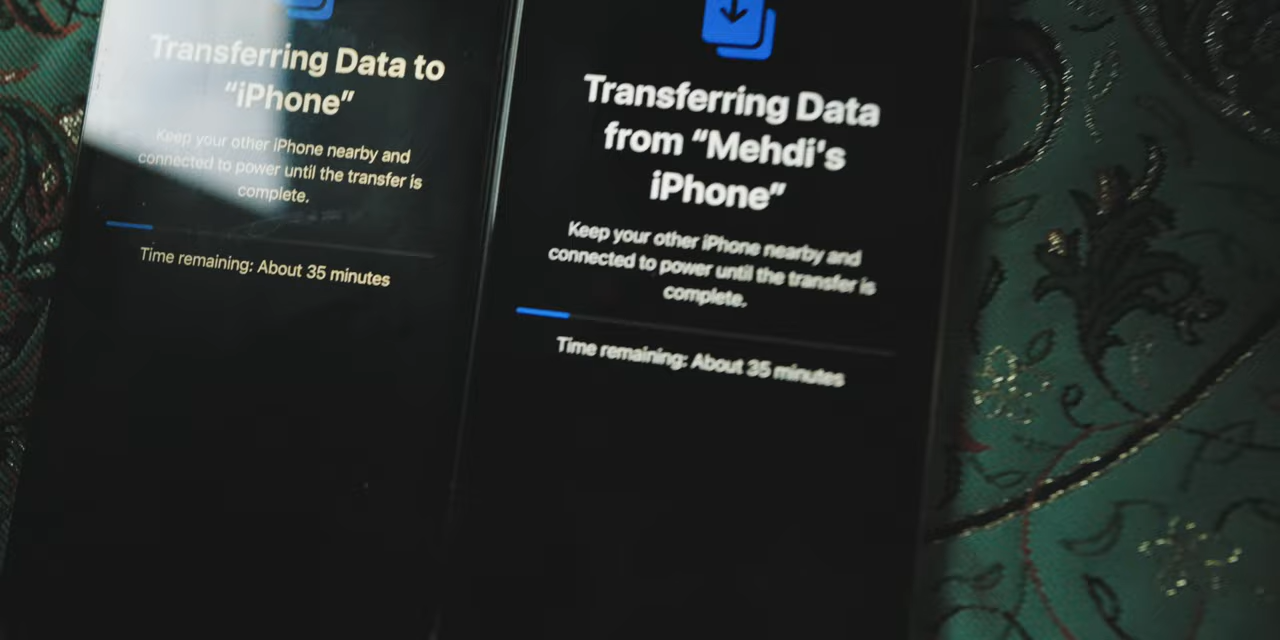 Transferring Data to
“iPhone”
Keep your other iPhone nearby and
connected to power until the transfer is
complete.
Time remaining: About 35 minutes
Transferring Data
from “Mehdi's
iPhone”
Keep your other iPhone nearby and
connected to power until the transfer is
complete.
Time remaining: About 35 minutes